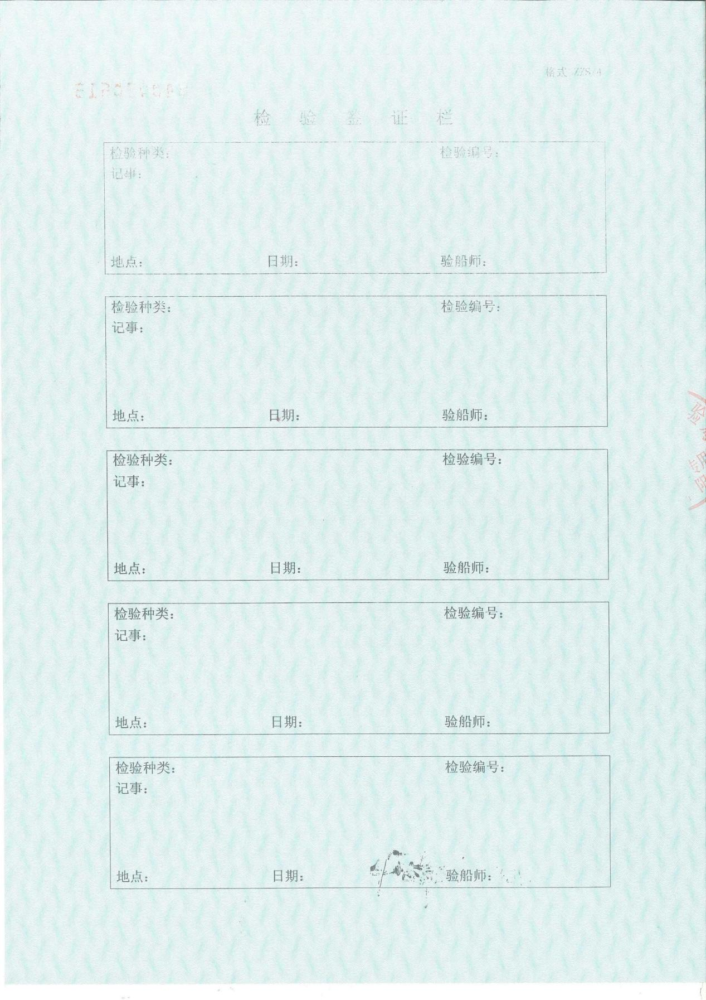 格式 ZZS/4
检 验 签 证 栏
检验种类： 检验编号：
记事：
地点： 日期： 验船师：
检验种类： 检验编号：
记事：
地点： 日期： 验船师：
检验种类： 检验编号：
记事：
地点： 日期： 验船师：
检验种类： 检验编号：
记事：
地点： 日期： 验船师：
检验种类： 检验编号：
记事：
地点： 日期： 验船师：
验
专用
阳